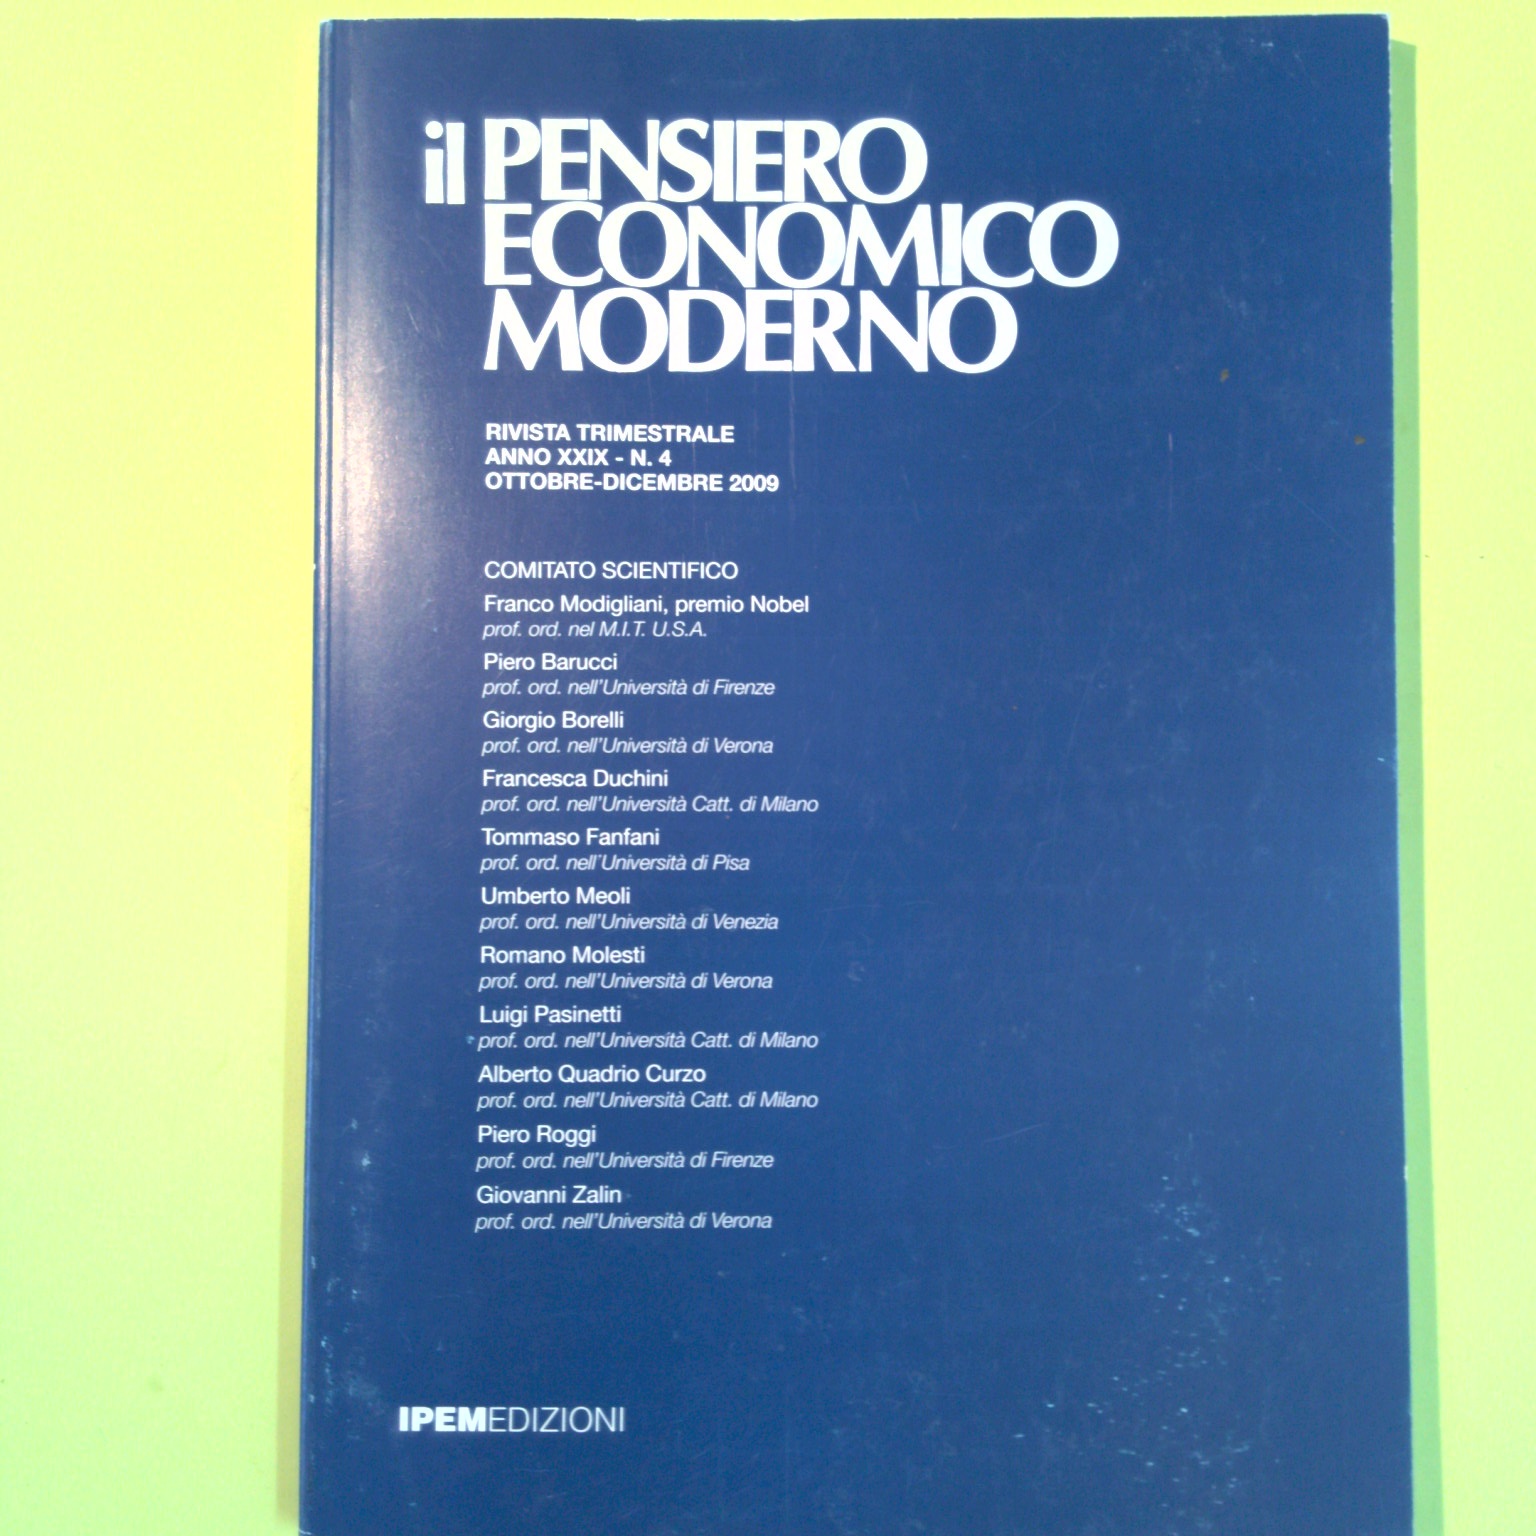 il PENSIERO
ECONOMICO
MODERNO
RIVISTA TRIMESTRALE
ANNO XXIX - N. 4
OTTOBRE-DICEMBRE 2009
COMITATO SCIENTIFICO
Franco Modigliani, premio Nobel
prof. ord. nel M.I.T. U.S.A.
Piero Barucci
prof. ord. nell'Università di Firenze
Giorgio Borelli
prof. ord. nell'Università di Verona
Francesca Duchini
prof. ord. nell'Università Catt. di Milano
Tommaso Fanfani
prof. ord. nell'Università di Pisa
Umberto Meoli
prof. ord. nell'Università di Venezia
Romano Molesti
prof. ord. nell'Università di Verona
Luigi Pasinetti
prof. ord. nell'Università Catt. di Milano
Alberto Quadrio Curzo
prof. ord. nell'Università Catt. di Milano
Piero Roggi
prof. ord. nell'Università di Firenze
Giovanni Zalin
prof. ord. nell'Università di Verona
IPEMEDIZIONI